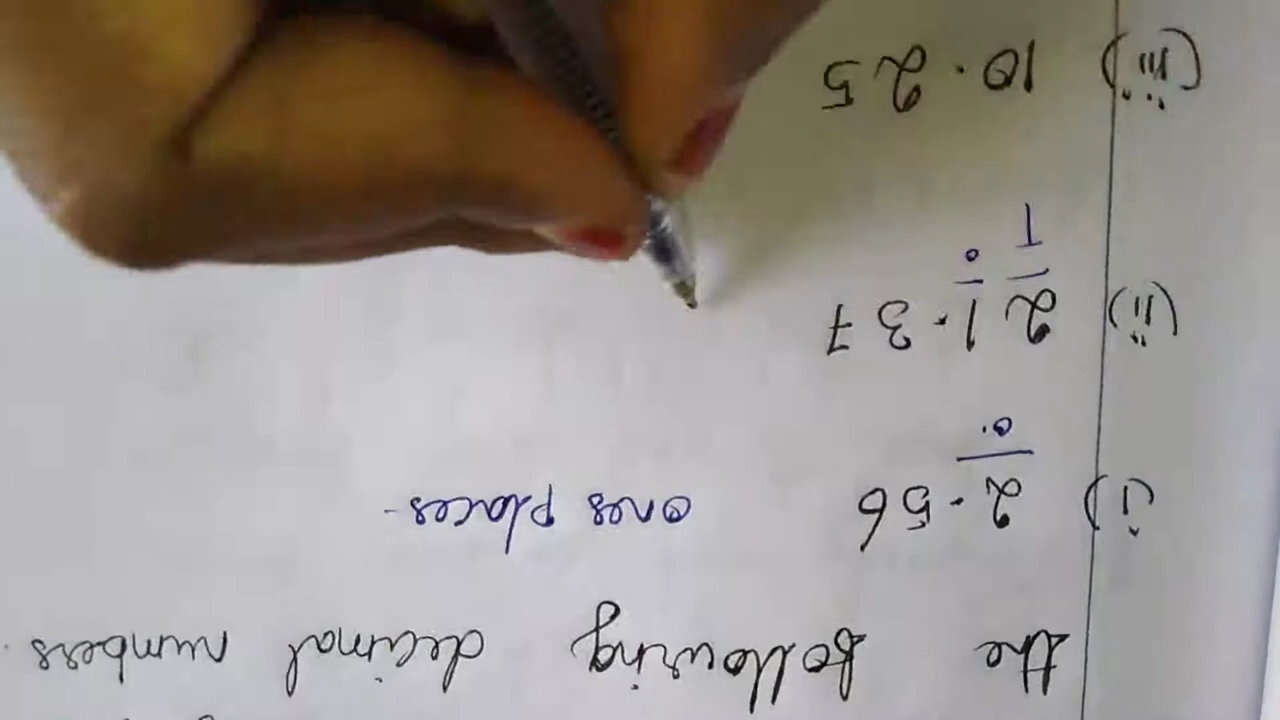 the following decimal numbers.
(i) 2.56 ones places.
o.
(ii) 21.37
T o
(iii) 10.25